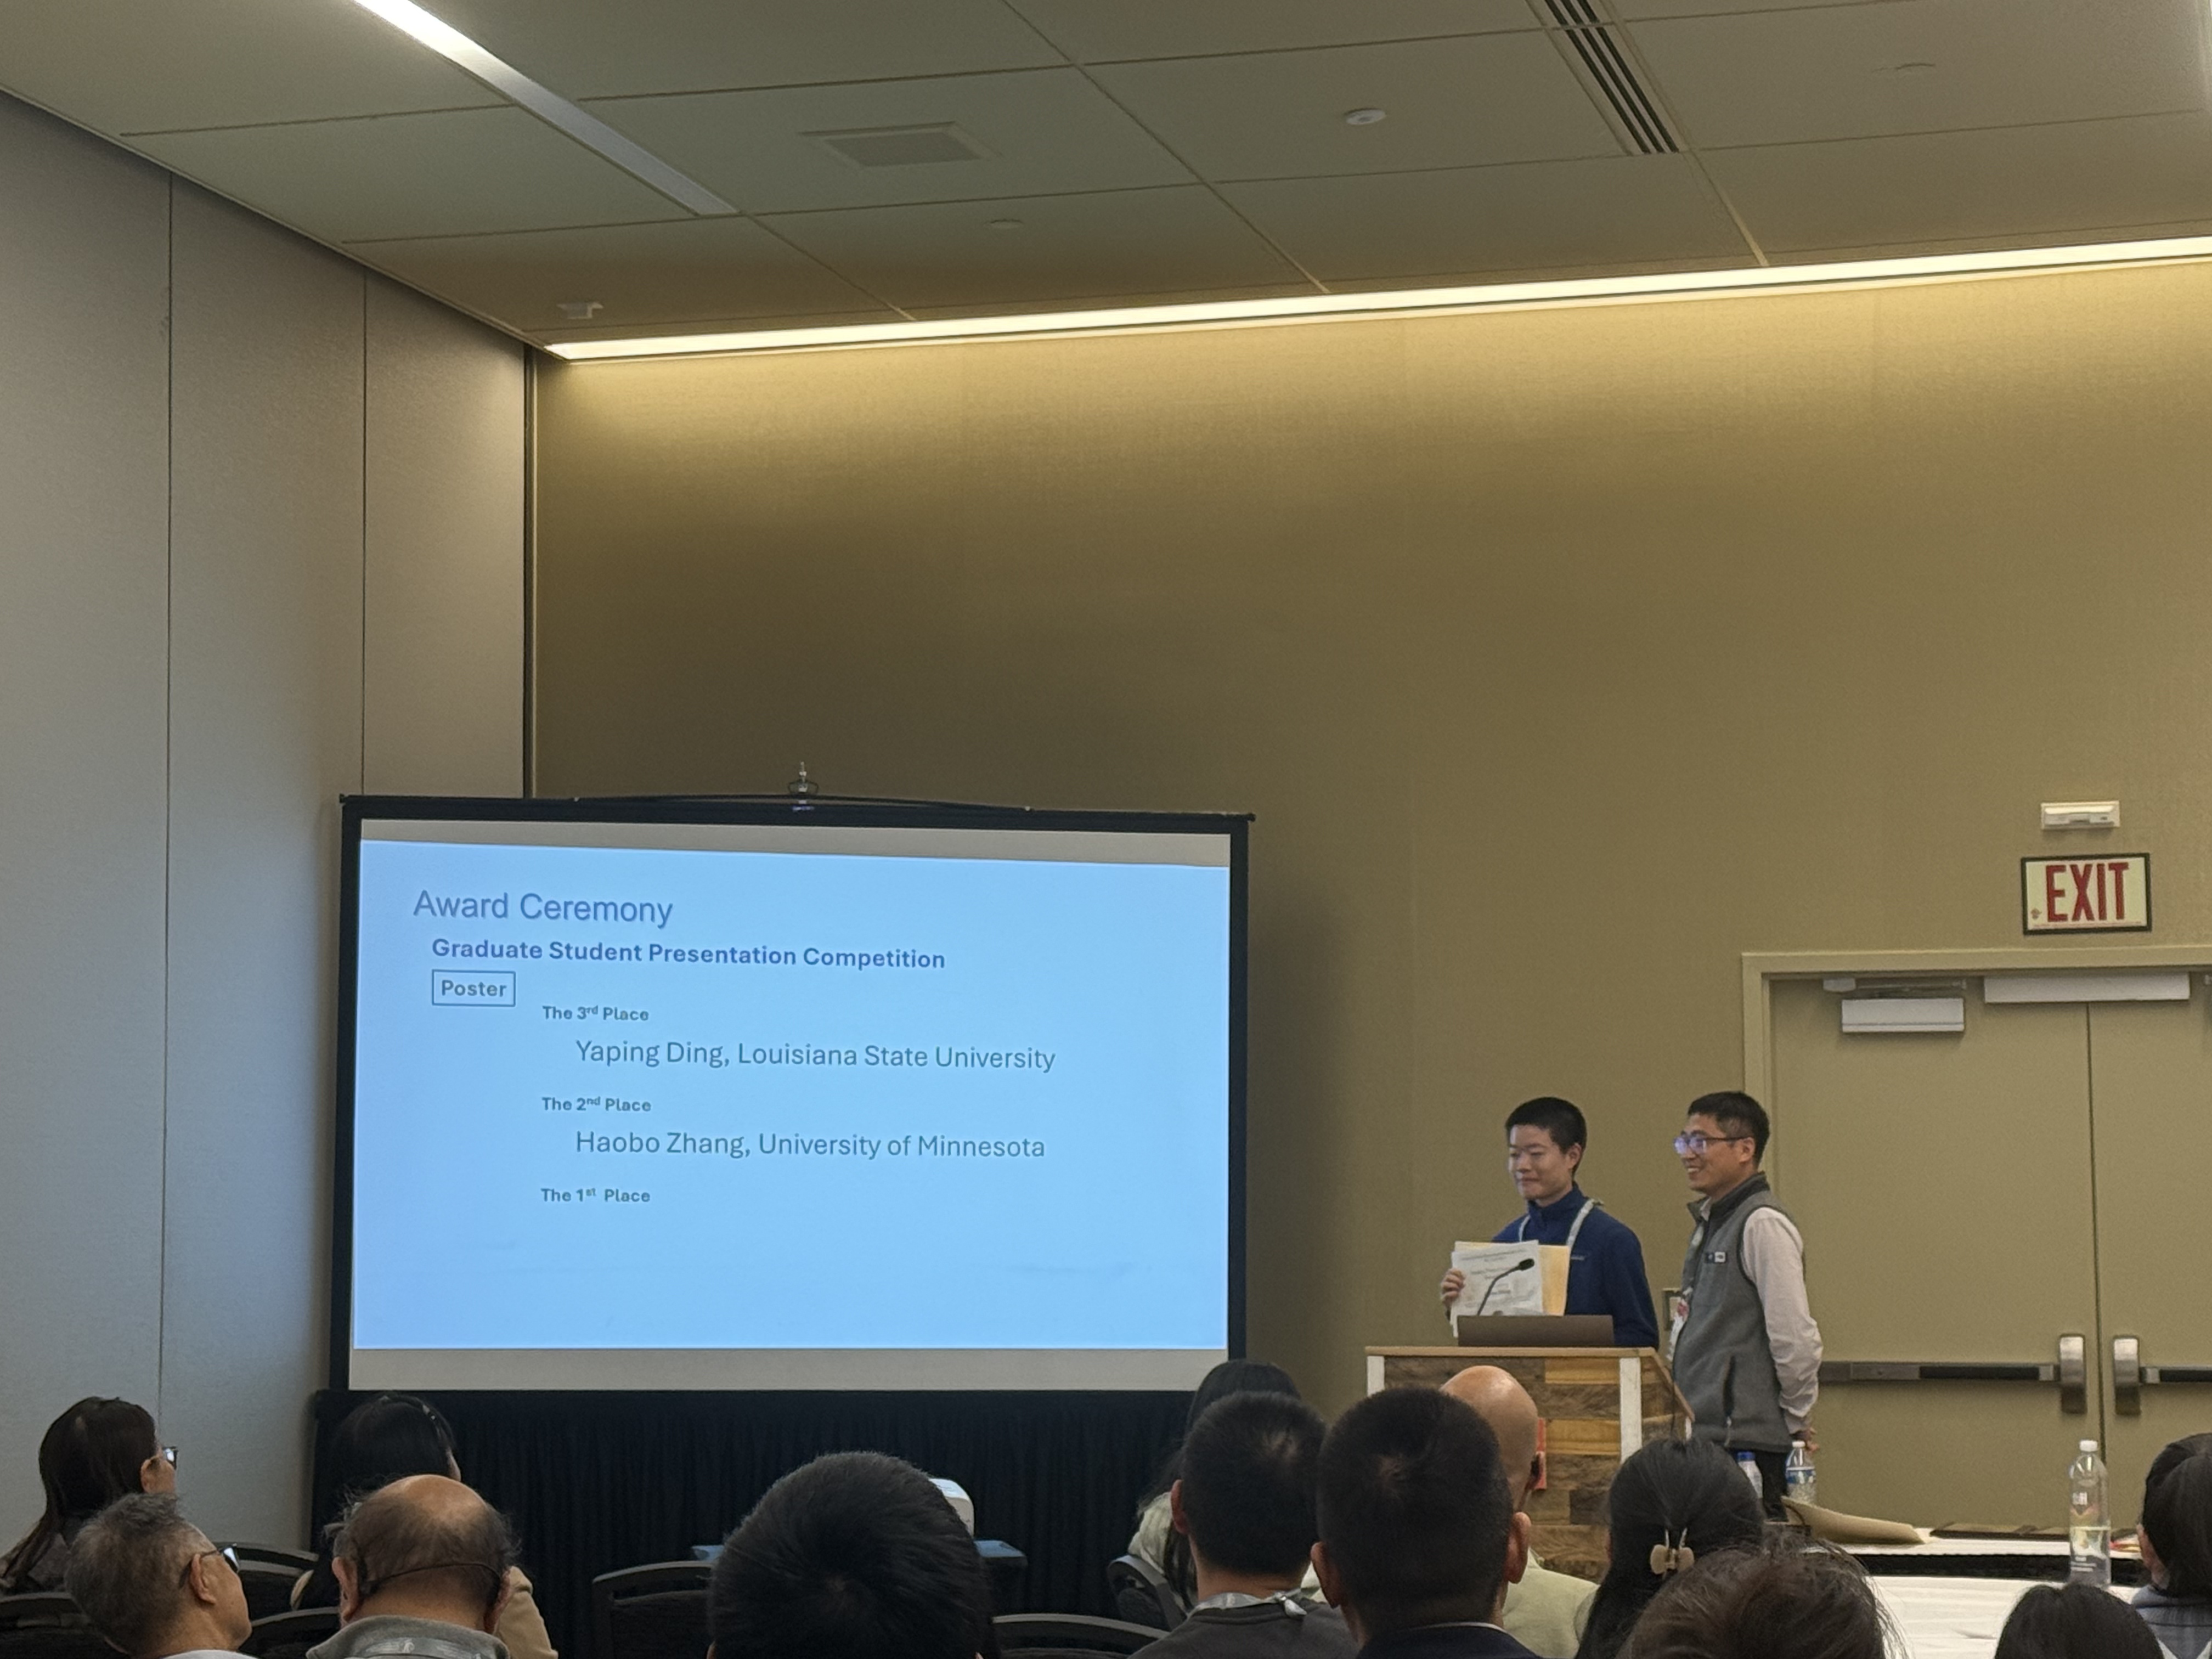 Award Ceremony
Graduate Student Presentation Competition
Poster
The 3rd Place
Yaping Ding, Louisiana State University
The 2nd Place
Haobo Zhang, University of Minnesota
The 1st Place
EXIT